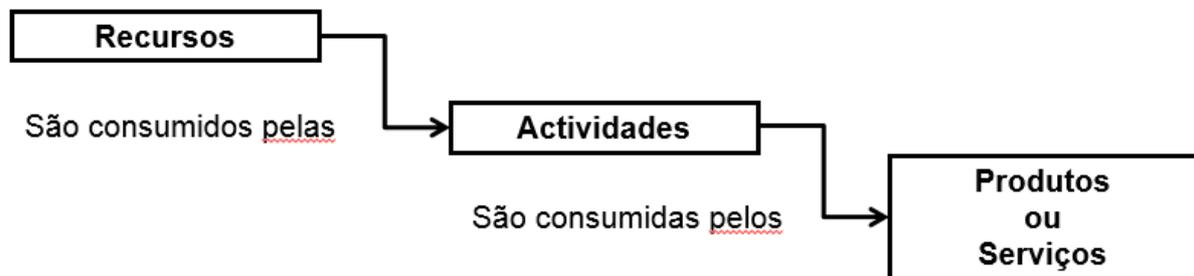 Recursos
São consumidos pelas
Actividades
São consumidas pelos
Produtos
ou
Serviços